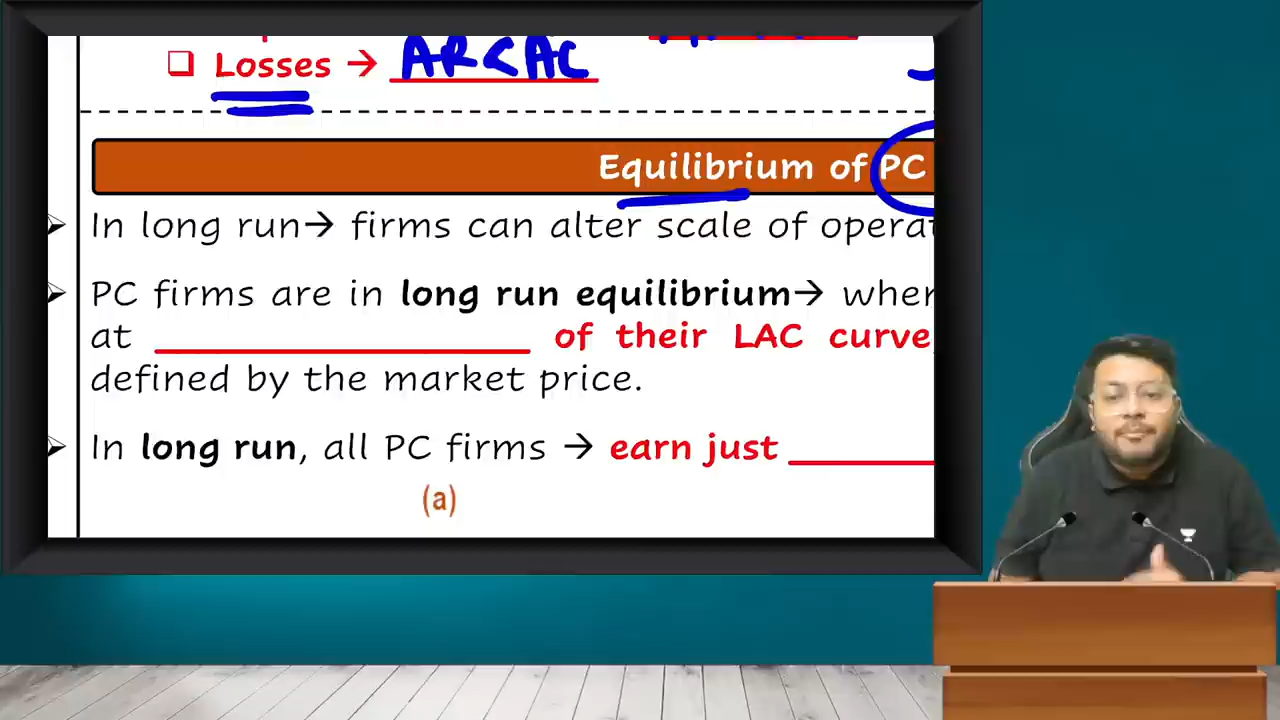 Losses → AR<AC
Equilibrium of PC
In long run→ firms can alter scale of
PC firms are in long run equilibrium→
at ____________ of their LAC curve
defined by the market price.
In long run, all PC firms → earn just ______
(a)